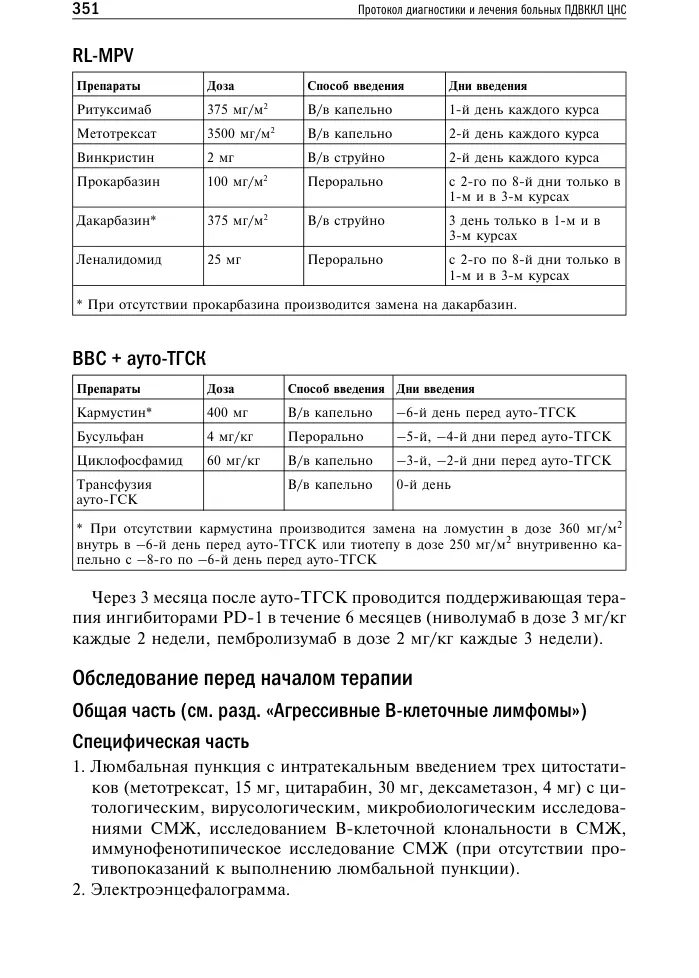 351 Протокол диагностики и лечения больных ПДВККЛ ЦНС
RL-MPV
Препараты Доза Способ введения Дни введения
Ритуксимаб 375 мг/м² В/в капельно 1-й день каждого курса
Метотрексат 3500 мг/м² В/в капельно 2-й день каждого курса
Винкристин 2 мг В/в струйно 2-й день каждого курса
Прокарбазин 100 мг/м² Перорально с 2-го по 8-й дни только в
1-м и в 3-м курсах
Дакарбазин* 375 мг/м² В/в струйно 3 день только в 1-м и в
3-м курсах
Леналидомид 25 мг Перорально с 2-го по 8-й дни только в
1-м и в 3-м курсах
* При отсутствии прокарбазина производится замена на дакарбазин.
BBC + ауто-ТГСК
Препараты Доза Способ введения Дни введения
Кармустин* 400 мг В/в капельно −6-й день перед ауто-ТГСК
Бусульфан 4 мг/кг Перорально −5-й, −4-й дни перед ауто-ТГСК
Циклофосфамид 60 мг/кг В/в капельно −3-й, −2-й дни перед ауто-ТГСК
Трансфузия В/в капельно 0-й день
ауто-ГСК
* При отсутствии кармустина производится замена на ломустин в дозе 360 мг/м²
внутрь в −6-й день перед ауто-ТГСК или тиотепу в дозе 250 мг/м² внутривенно ка-
пельно с −8-го по −6-й день перед ауто-ТГСК
Через 3 месяца после ауто-ТГСК проводится поддерживающая тера-
пия ингибиторами PD-1 в течение 6 месяцев (ниволумаб в дозе 3 мг/кг
каждые 2 недели, пембролизумаб в дозе 2 мг/кг каждые 3 недели).
Обследование перед началом терапии
Общая часть (см. разд. «Агрессивные В-клеточные лимфомы»)
Специфическая часть
1. Люмбальная пункция с интратекальным введением трех цитостати-
ков (метотрексат, 15 мг, цитарабин, 30 мг, дексаметазон, 4 мг) с ци-
тологическим, вирусологическим, микробиологическим исследова-
ниями СМЖ, исследованием В-клеточной клональности в СМЖ,
иммунофенотипическое исследование СМЖ (при отсутствии про-
тивопоказаний к выполнению люмбальной пункции).
2. Электроэнцефалограмма.